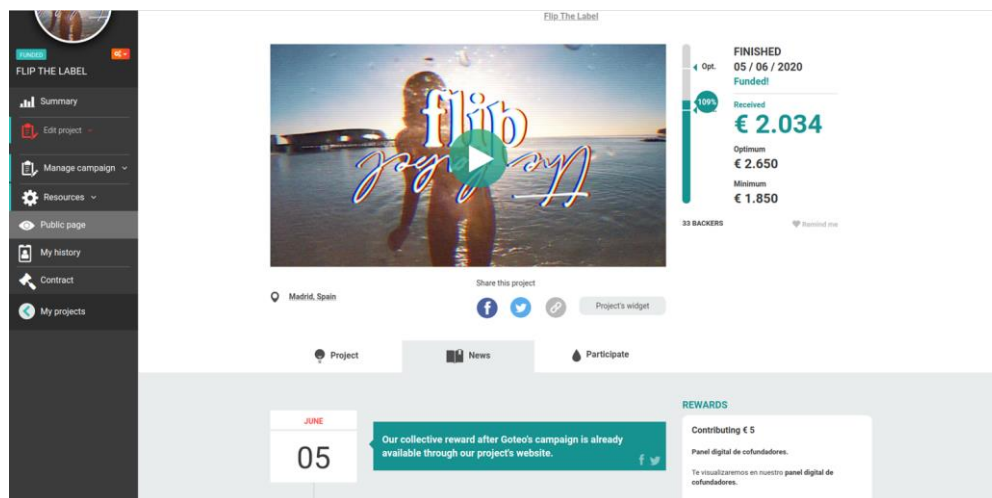 FUNDED
FLIP THE LABEL
Summary
Edit project
Manage campaign
Resources
Public page
My history
Contract
My projects
Flip The Label
flip
the label
Opt.
109%
FINISHED
05 / 06 / 2020
Funded!
Received
€ 2.034
Optimum
€ 2.650
Minimum
€ 1.850
33 BACKERS
Remind me
Madrid, Spain
Share this project
Project's widget
Project
News
Participate
JUNE
05
Our collective reward after Goteo's campaign is already
available through our project's website.
REWARDS
Contributing € 5
Panel digital de cofundadores.
Te visualizaremos en nuestro panel digital de
cofundadores.